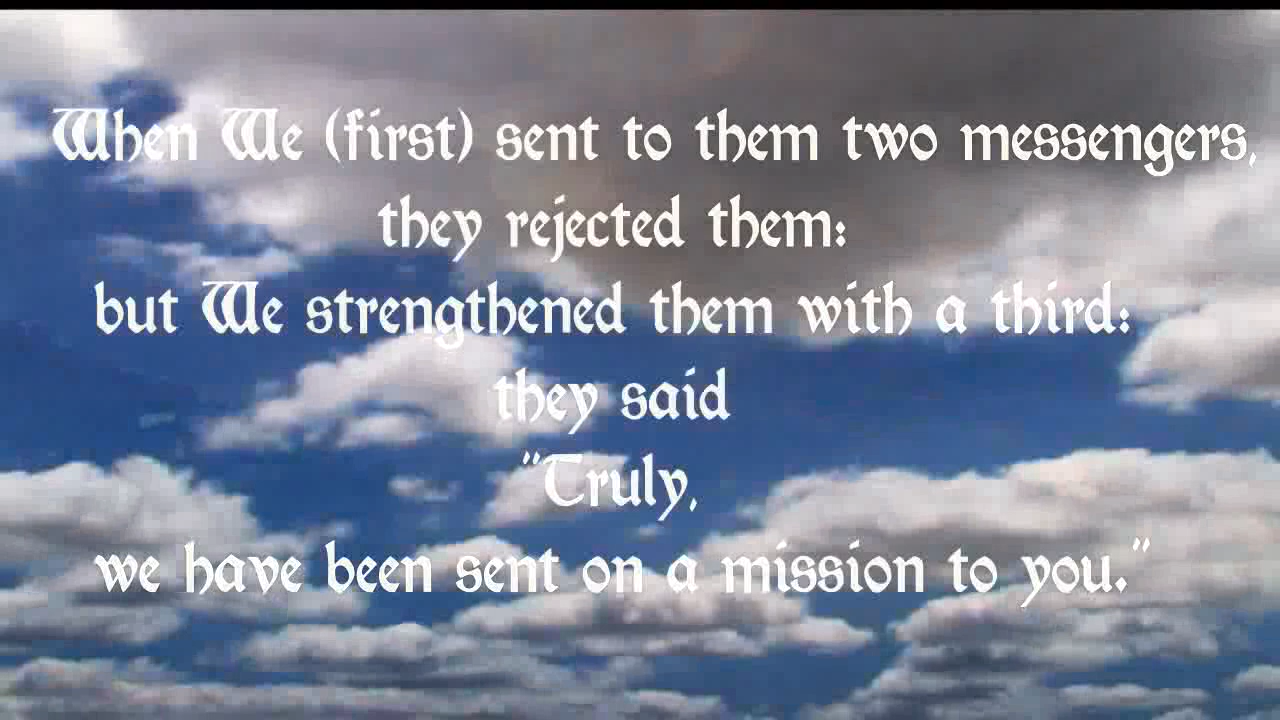 When We (first) sent to them two messengers,
they rejected them:
but We strengthened them with a third:
they said
"Truly,
we have been sent on a mission to you."